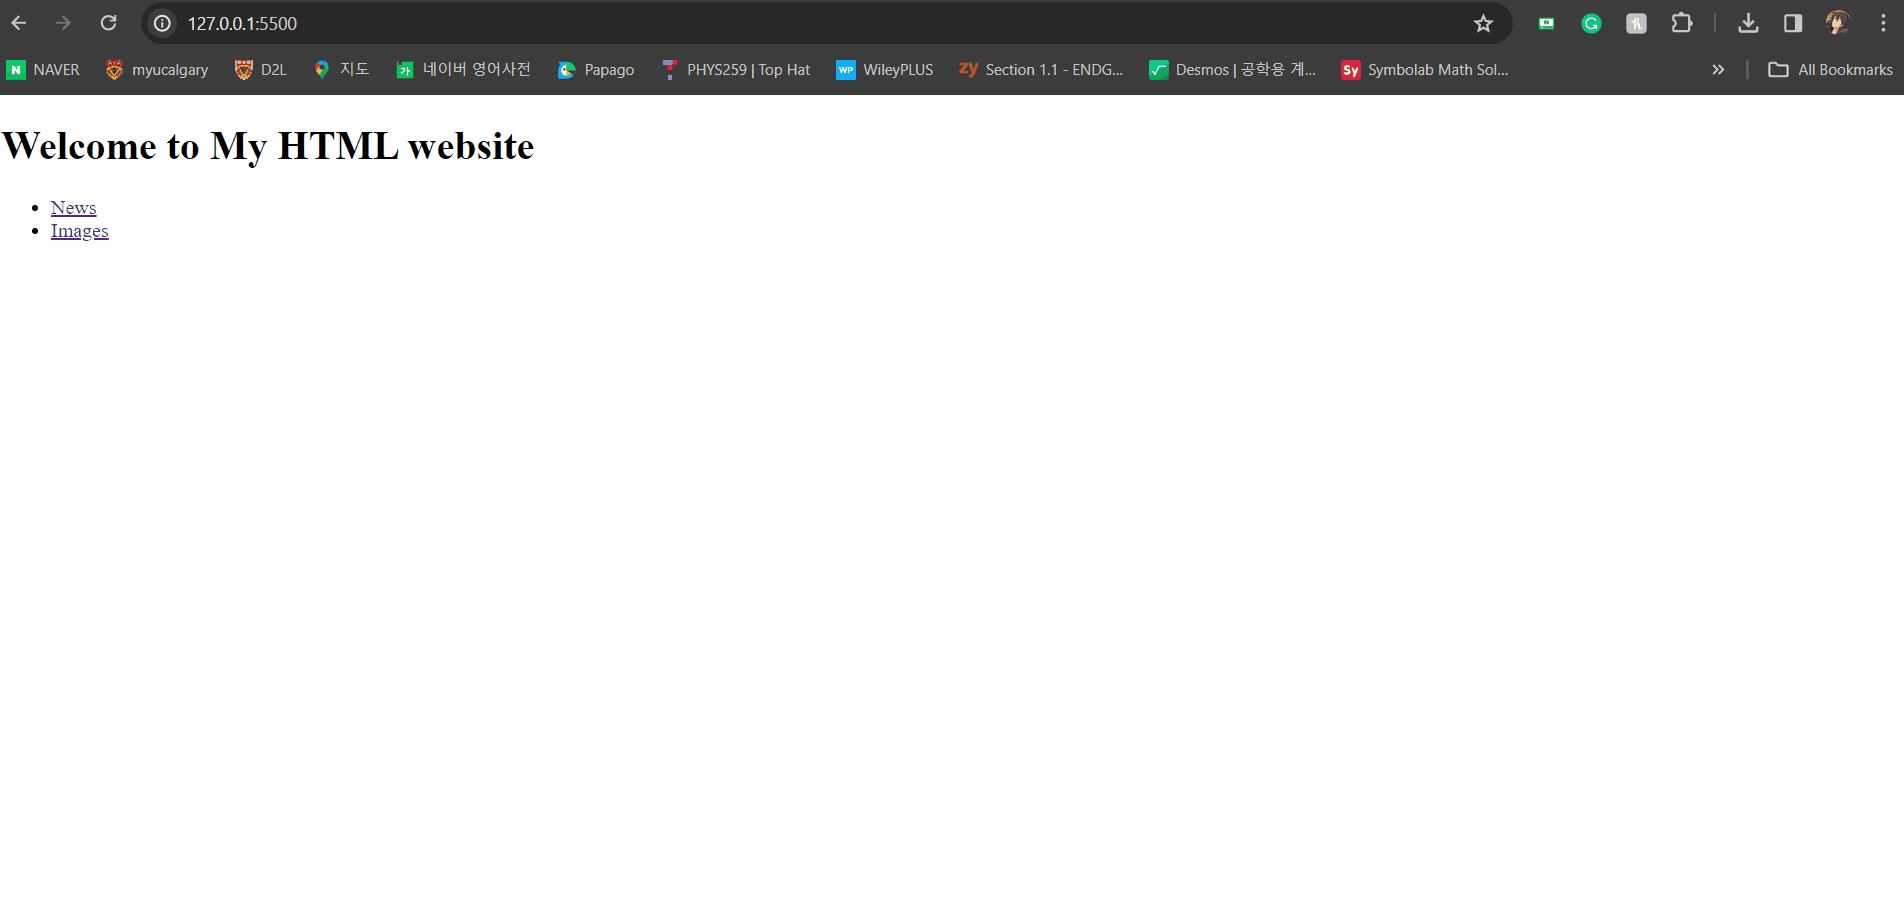 127.0.0.1:5500
NAVER myucalgary D2L 지도 네이버 영어사전 Papago PHYS259 | Top Hat WileyPLUS Section 1.1 - ENDG... Desmos | 공학용 계... Symbolab Math Sol... » All Bookmarks
Welcome to My HTML website
• News
• Images